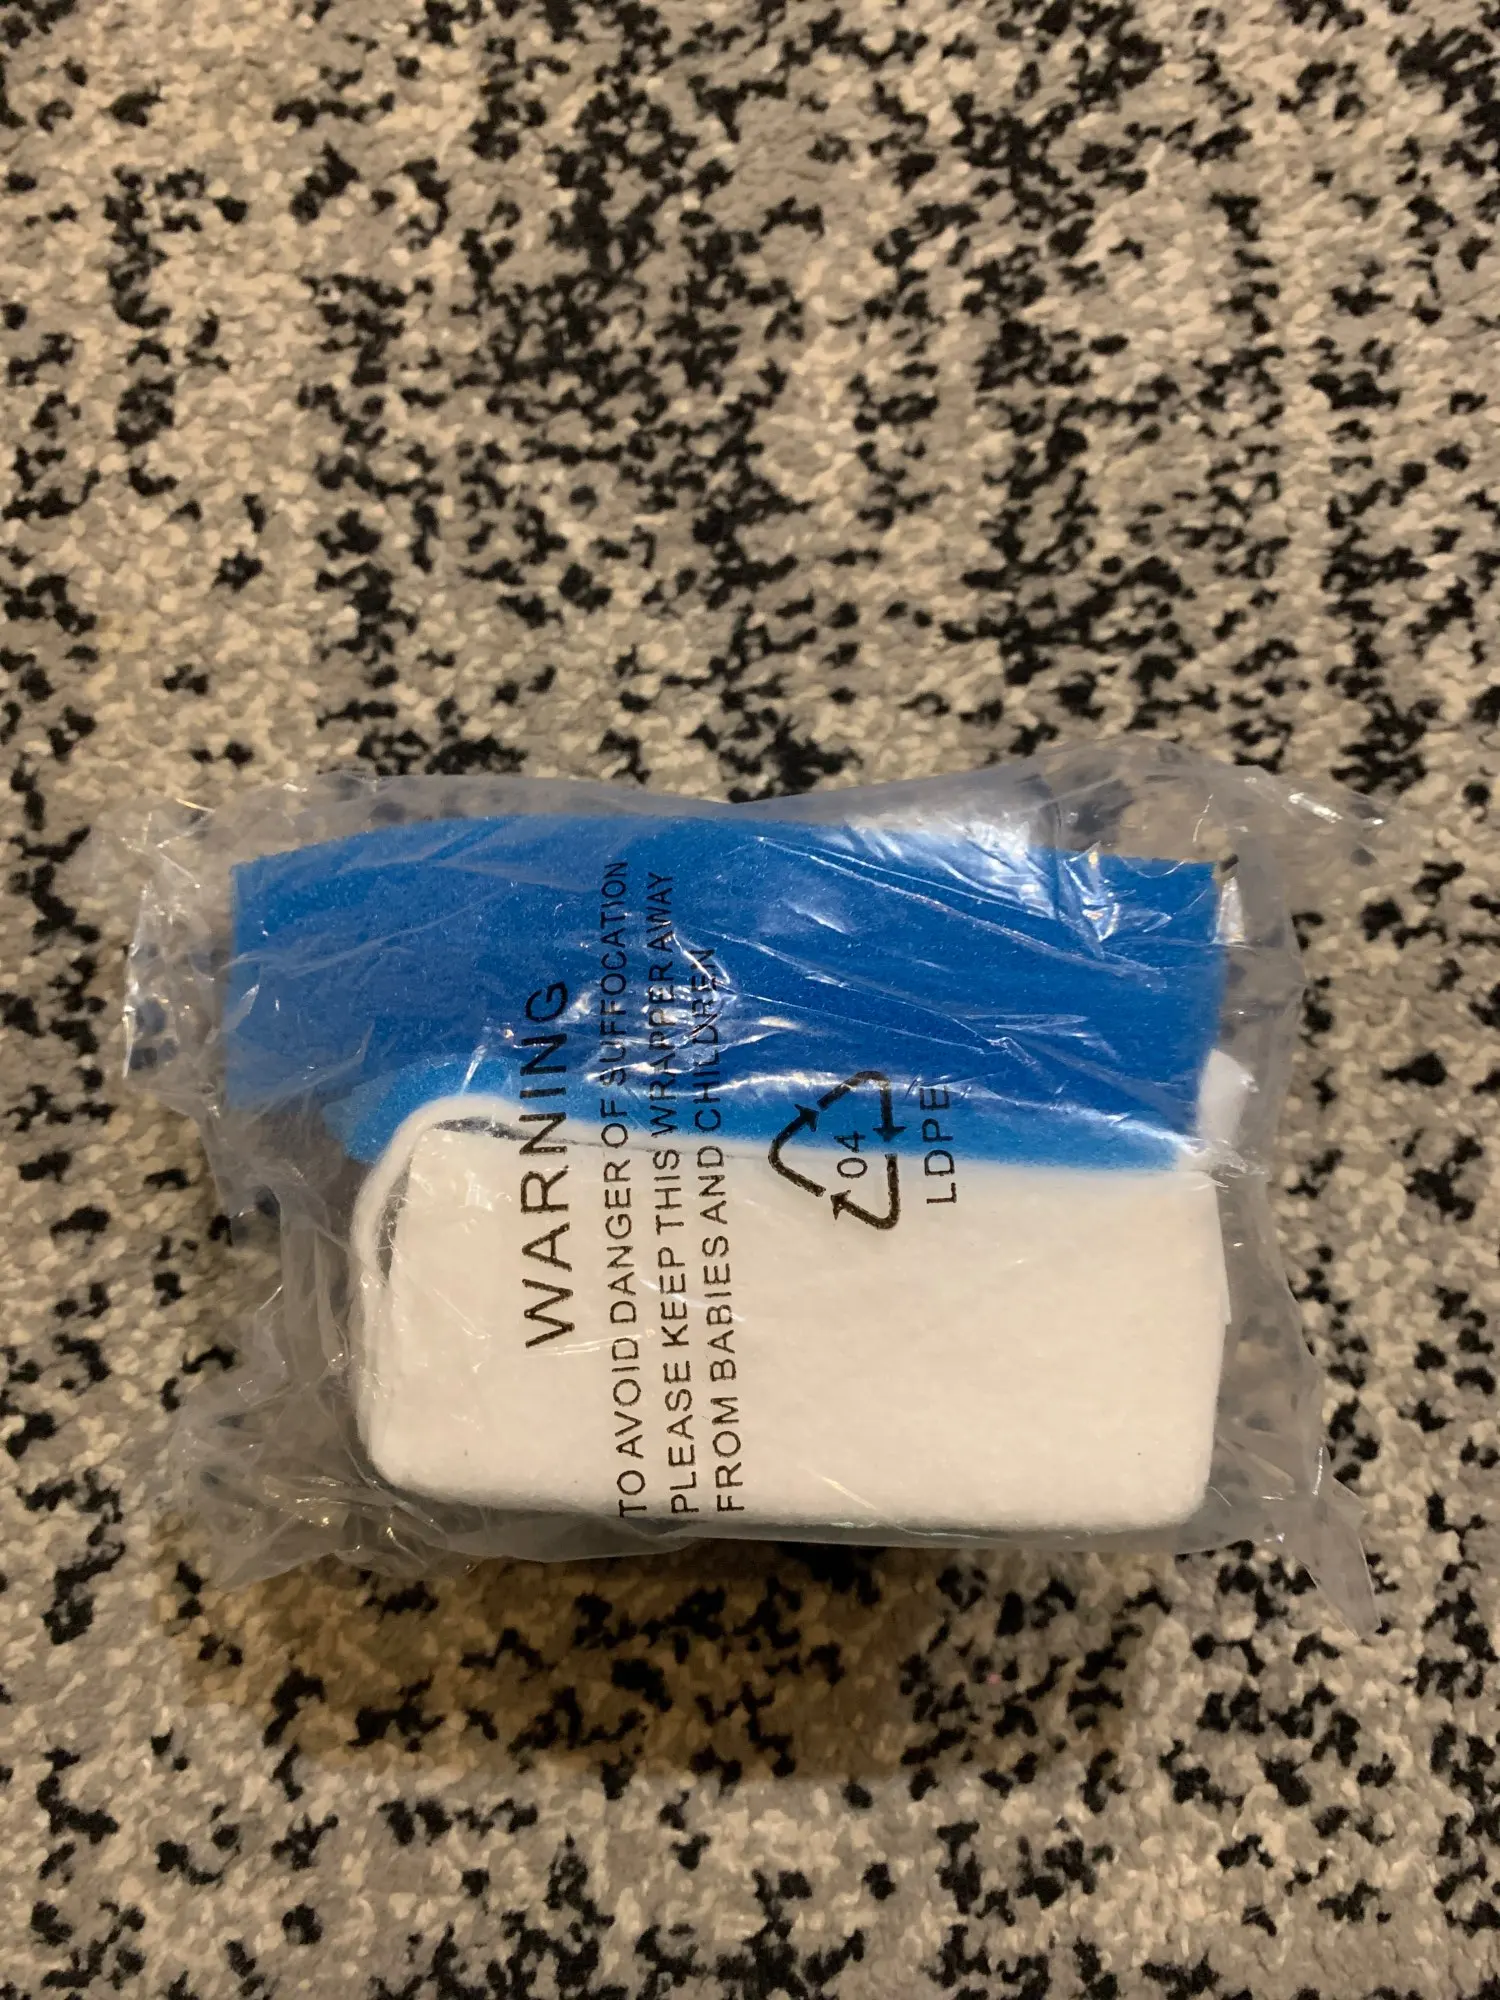 WARNING
TO AVOID DANGER OF SUFFOCATION
PLEASE KEEP THIS WRAPPER AWAY
FROM BABIES AND CHILDREN
04
LDPE